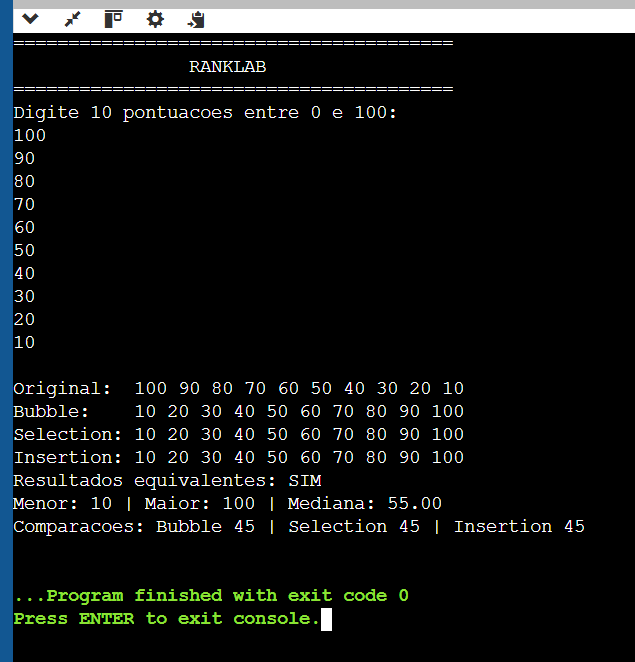 ========================================
RANKLAB
========================================
Digite 10 pontuacoes entre 0 e 100:
100
90
80
70
60
50
40
30
20
10
Original:  100 90 80 70 60 50 40 30 20 10
Bubble:    10 20 30 40 50 60 70 80 90 100
Selection: 10 20 30 40 50 60 70 80 90 100
Insertion: 10 20 30 40 50 60 70 80 90 100
Resultados equivalentes: SIM
Menor: 10 | Maior: 100 | Mediana: 55.00
Comparacoes: Bubble 45 | Selection 45 | Insertion 45
...Program finished with exit code 0
Press ENTER to exit console.